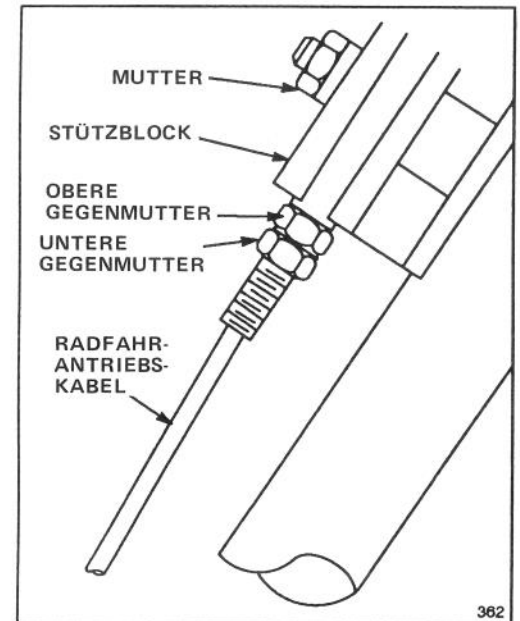 MUTTER
STÜTZBLOCK
OBERE
GEGENMUTTER
UNTERE
GEGENMUTTER
RADFAHR-
ANTRIEBS-
KABEL
362